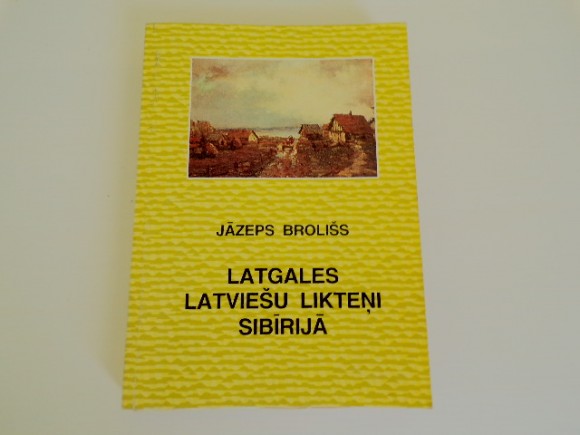 JĀZEPS BROLIŠS
LATGALES
LATVIEŠU LIKTEŅI
SIBĪRIJĀ